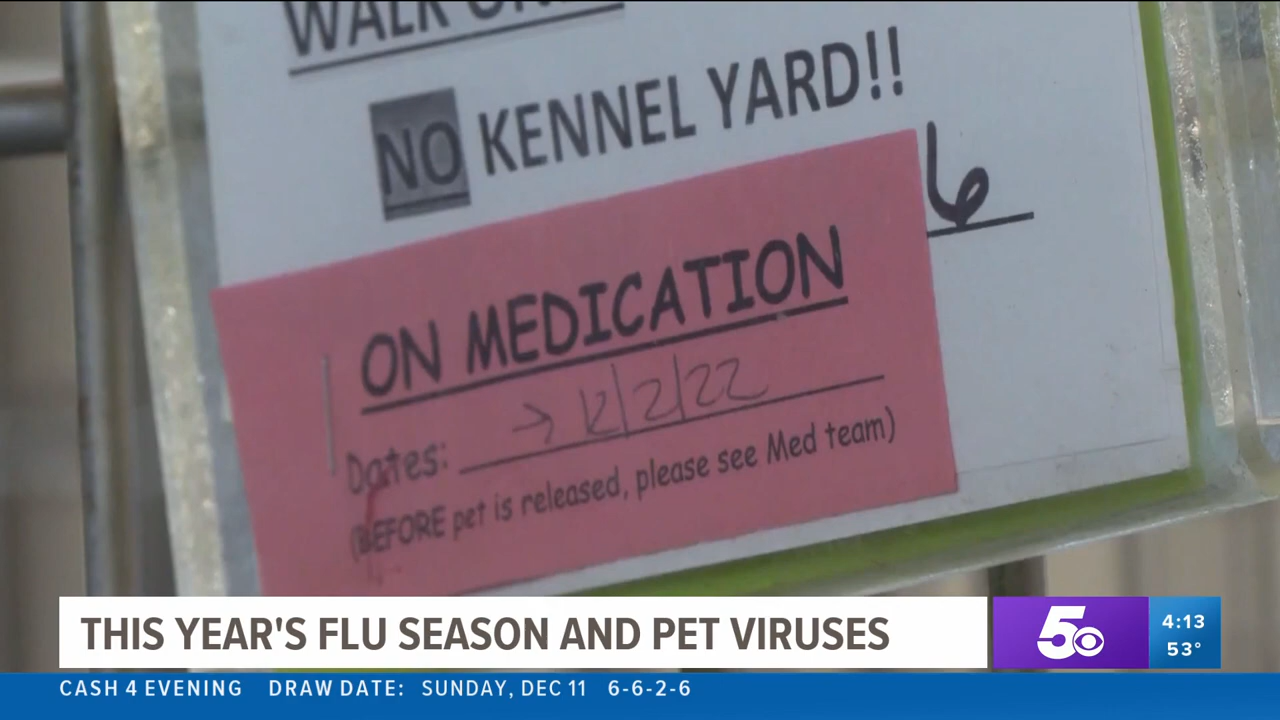 WALK
NO KENNEL YARD!!
6
ON MEDICATION
Dates: → 12/2/22
(BEFORE pet is released, please see Med team)
THIS YEAR'S FLU SEASON AND PET VIRUSES
5
4:13
53°
CASH 4 EVENING DRAW DATE: SUNDAY, DEC 11 6-6-2-6